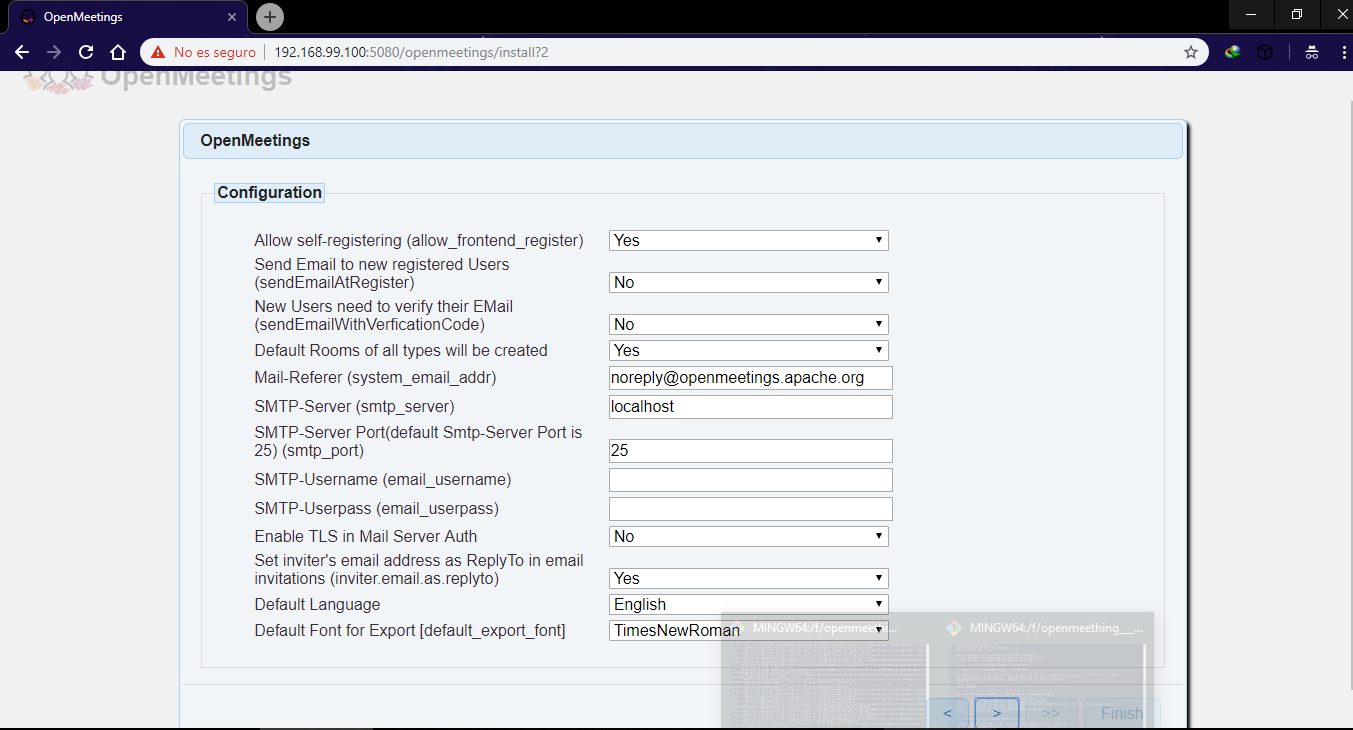 OpenMeetings
No es seguro
192.168.99.100:5080/openmeetings/install?2
OpenMeetings
OpenMeetings
Configuration
Allow self-registering (allow_frontend_register)
Yes
Send Email to new registered Users
(sendEmailAtRegister)
No
New Users need to verify their EMail
(sendEmailWithVerficationCode)
No
Default Rooms of all types will be created
Yes
Mail-Referer (system_email_addr)
noreply@openmeetings.apache.org
SMTP-Server (smtp_server)
localhost
SMTP-Server Port(default Smtp-Server Port is
25) (smtp_port)
25
SMTP-Username (email_username)
SMTP-Userpass (email_userpass)
Enable TLS in Mail Server Auth
No
Set inviter's email address as ReplyTo in email
invitations (inviter.email.as.replyto)
Yes
Default Language
English
Default Font for Export [default_export_font]
TimesNewRoman
MINGW64:/f/openmeethi...
MINGW64:/f/openmeething___...
<
>
>>
Finish